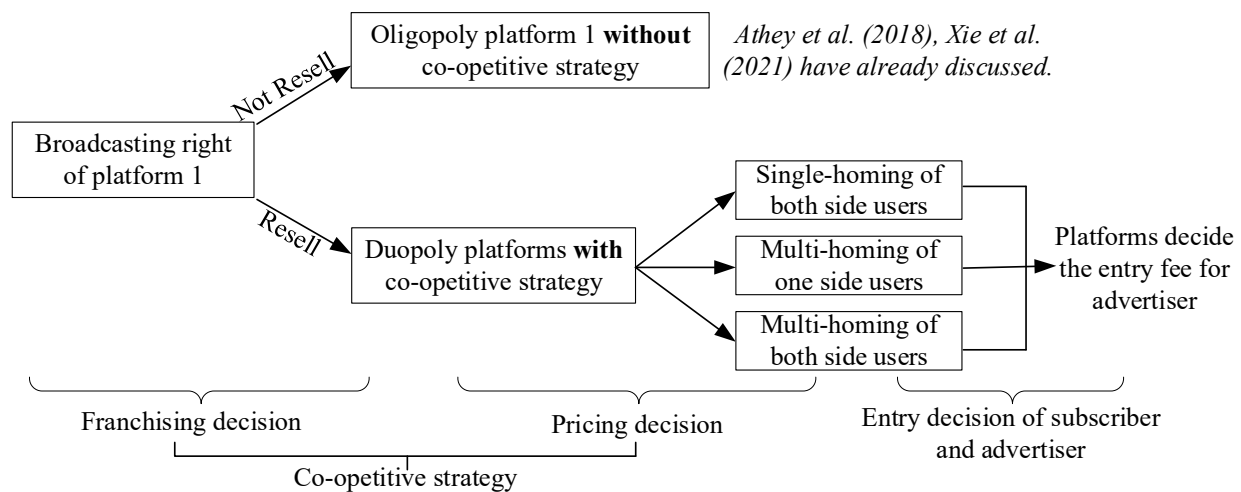 Oligopoly platform 1 without
co-opetitive strategy
Athey et al. (2018), Xie et al.
(2021) have already discussed.
Not Resell
Broadcasting right
of platform 1
Resell
Duopoly platforms with
co-opetitive strategy
Single-homing of
both side users
Multi-homing of
one side users
Multi-homing of
both side users
Platforms decide
the entry fee for
advertiser
Franchising decision
Pricing decision
Entry decision of subscriber
and advertiser
Co-opetitive strategy